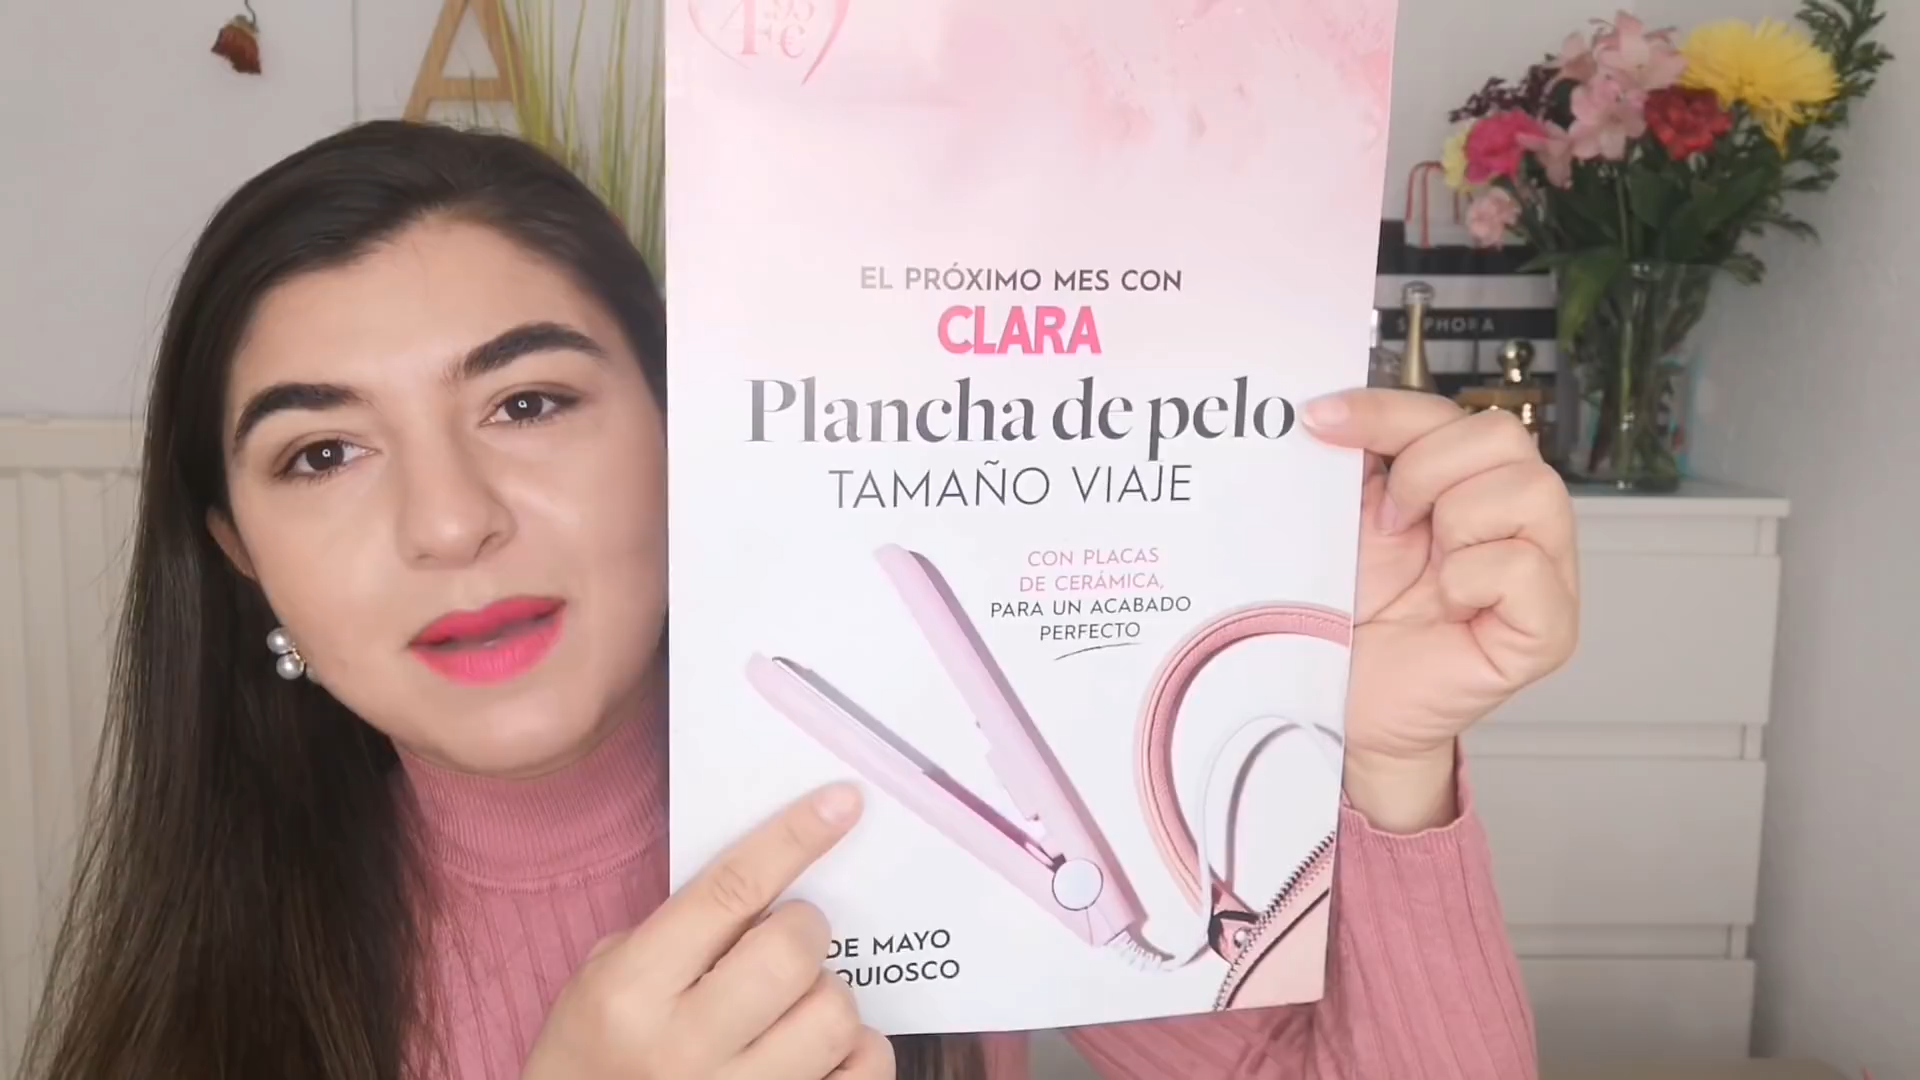 EL PRÓXIMO MES CON
CLARA
Plancha de pelo
TAMAÑO VIAJE
CON PLACAS
DE CERÁMICA,
PARA UN ACABADO
PERFECTO
DE MAYO
QUIOSCO
SEPHORA